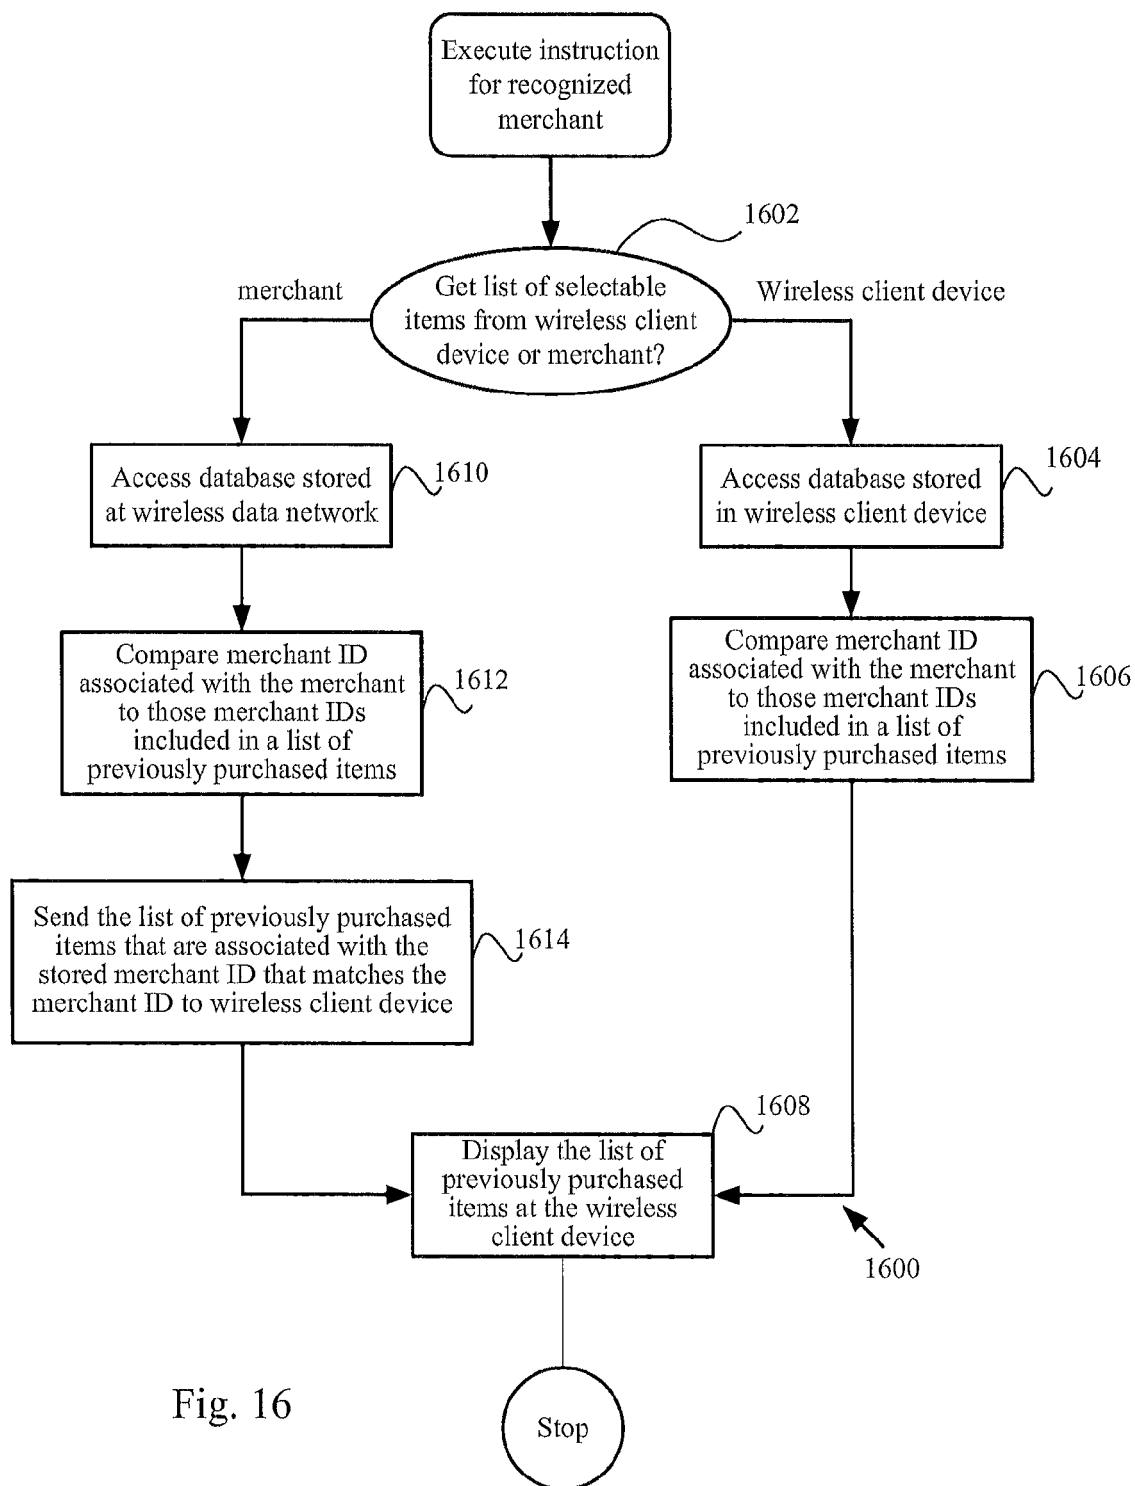 Execute instruction
for recognized
merchant
1602
merchant
Get list of selectable
items from wireless client
device or merchant?
Wireless client device
Access database stored
at wireless data network
1610
Access database stored
in wireless client device
1604
Compare merchant ID
associated with the merchant
to those merchant IDs
included in a list of
previously purchased items
1612
Compare merchant ID
associated with the merchant
to those merchant IDs
included in a list of
previously purchased items
1606
Send the list of previously purchased
items that are associated with the
stored merchant ID that matches the
merchant ID to wireless client device
1614
1608
Display the list of
previously purchased
items at the wireless
client device
1600
Fig. 16
Stop